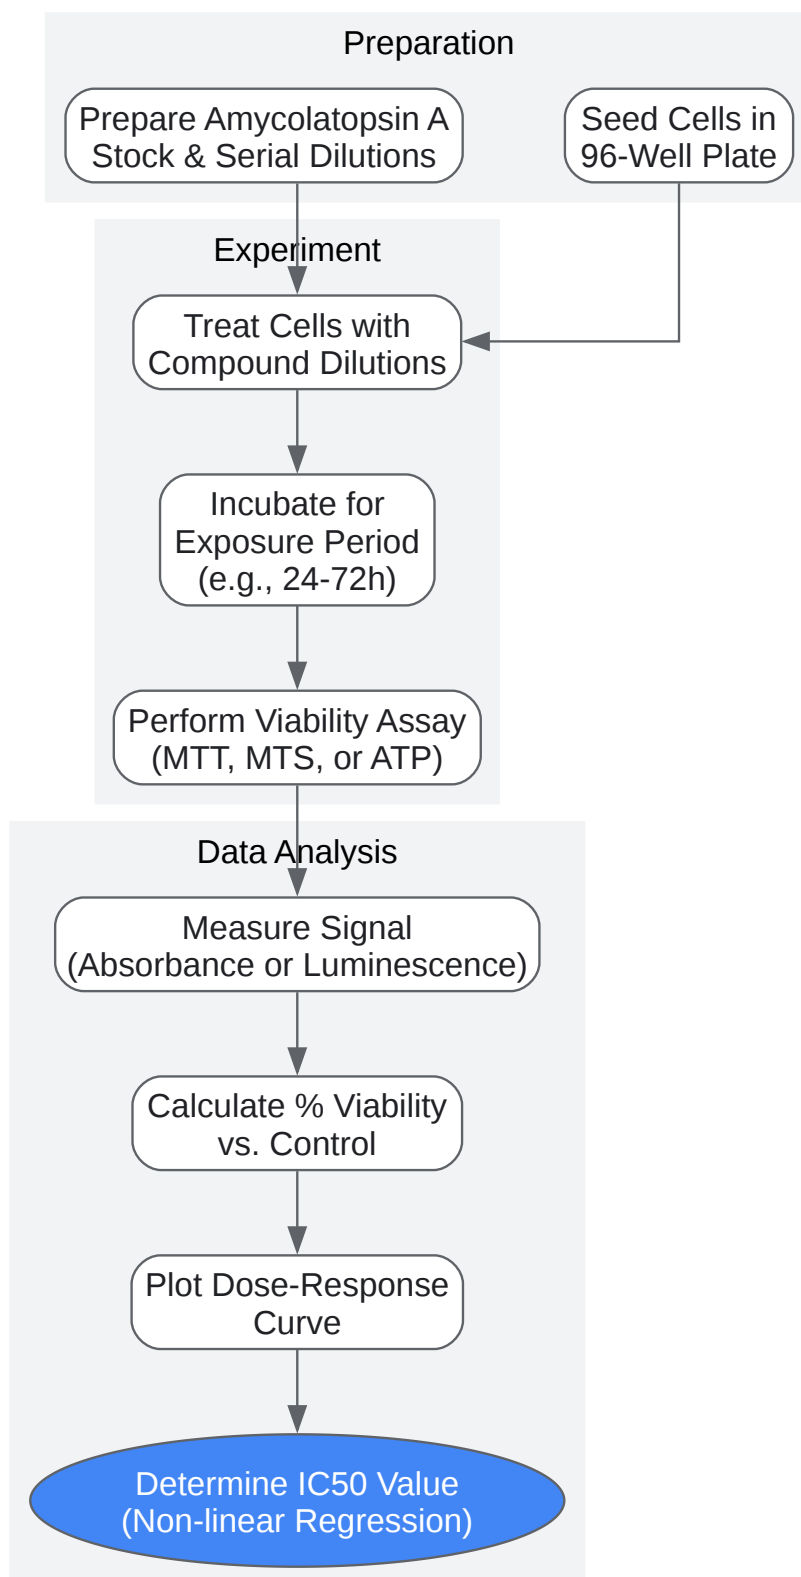 Preparation
Prepare Amycolatopsin A
Stock & Serial Dilutions
Seed Cells in
96-Well Plate
Experiment
Treat Cells with
Compound Dilutions
Incubate for
Exposure Period
(e.g., 24-72h)
Perform Viability Assay
(MTT, MTS, or ATP)
Data Analysis
Measure Signal
(Absorbance or Luminescence)
Calculate % Viability
vs. Control
Plot Dose-Response
Curve
Determine IC50 Value
(Non-linear Regression)